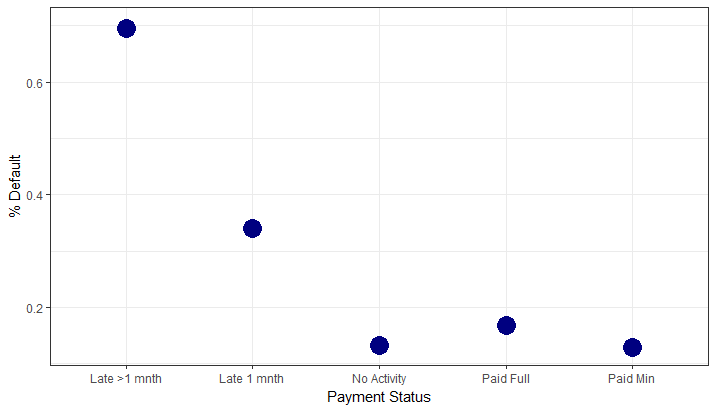 % Default
0.6
0.4
0.2
Late >1 mnth
Late 1 mnth
No Activity
Paid Full
Paid Min
Payment Status